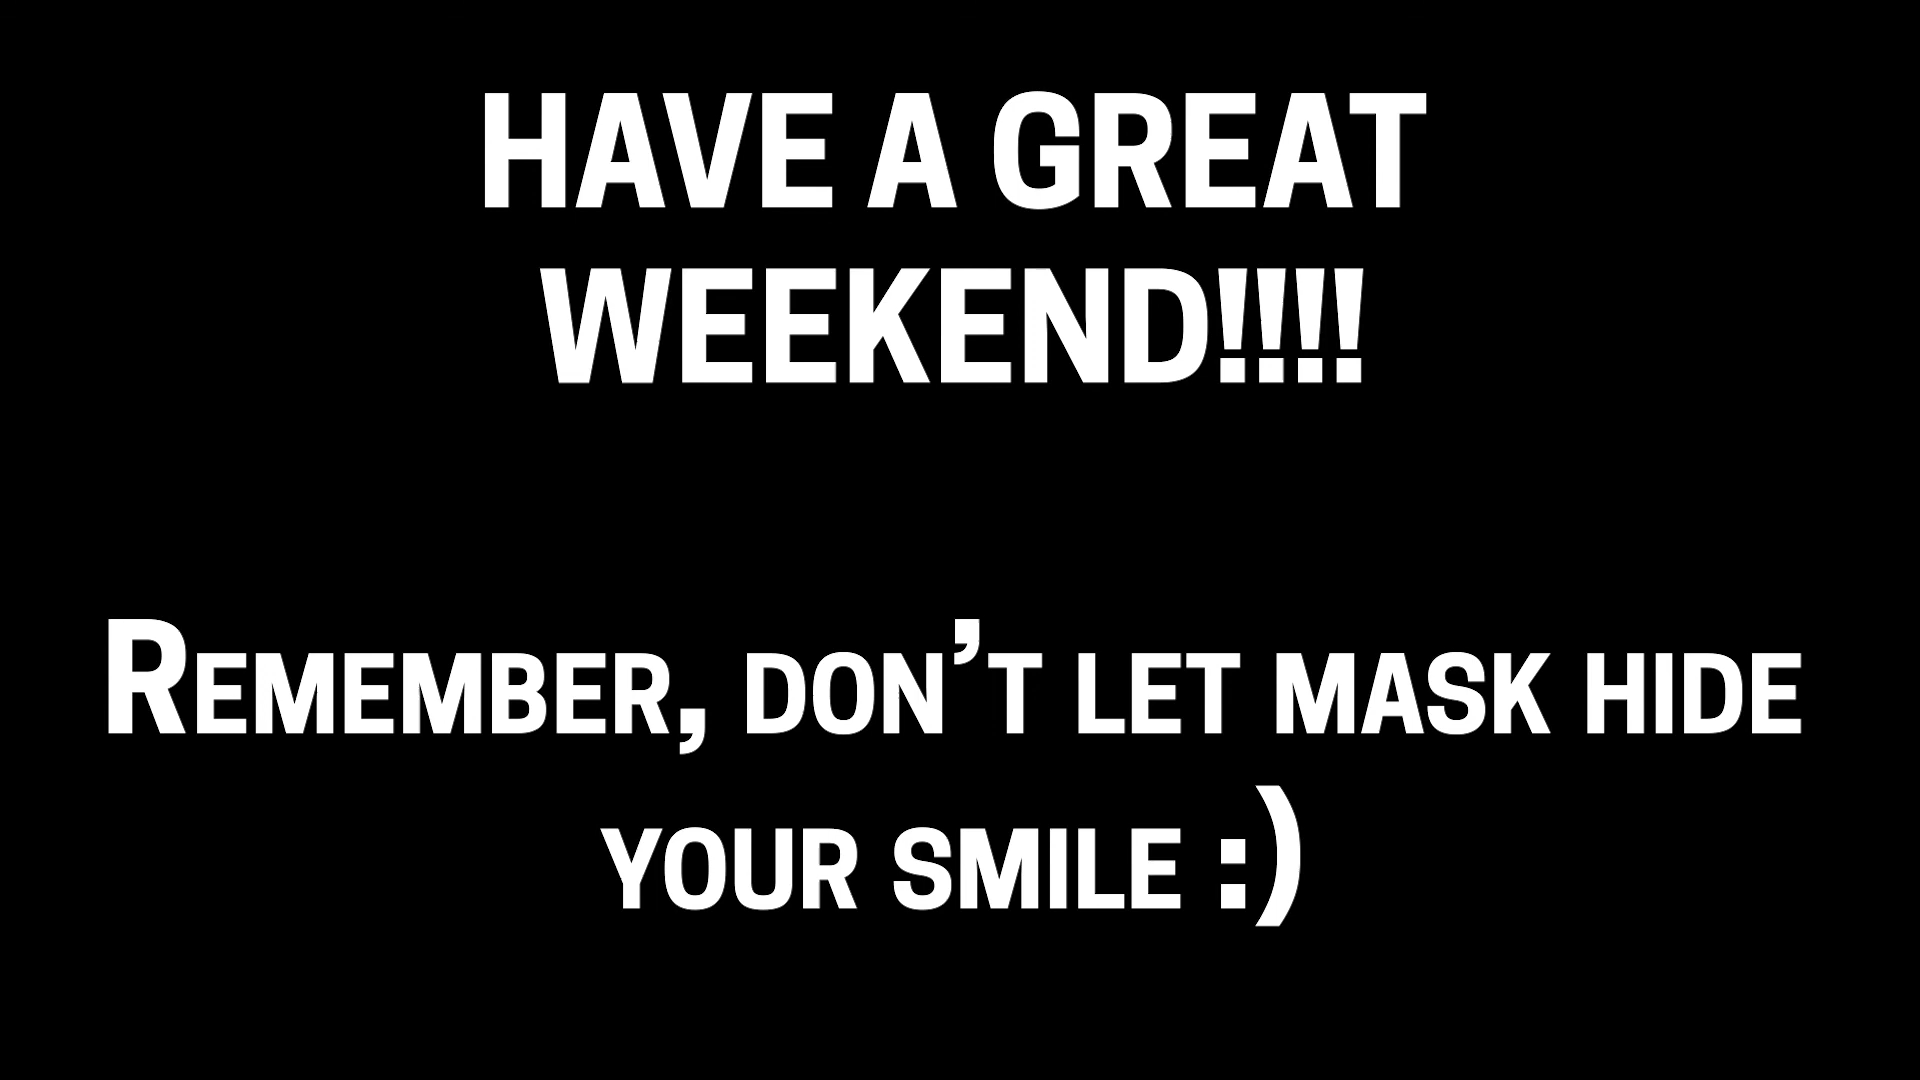 HAVE A GREAT
WEEKEND!!!!
Remember, don’t let mask hide
your smile :)